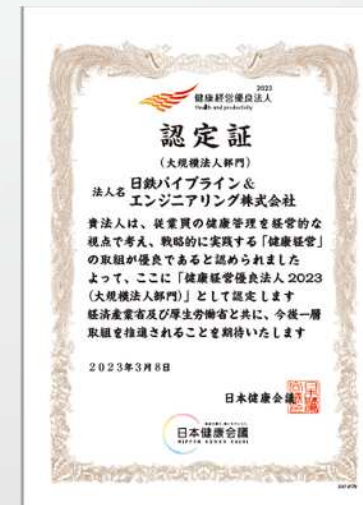 2023
健康経営優良法人
Health and productivity
認定証
(大規模法人部門)
法人名 日鉄パイプライン&
エンジニアリング株式会社
貴法人は、従業員の健康管理を経営的な
視点で考え、戦略的に実践する「健康経営」
の取組が優良であると認められました
よって、ここに「健康経営優良法人 2023
(大規模法人部門)」として認定します
経済産業省及び厚生労働省と共に、今後一層
取組を推進されることを期待いたします
2023年3月8日
日本健康会議
日本健康会議
NIPPON KENKO KAIGI